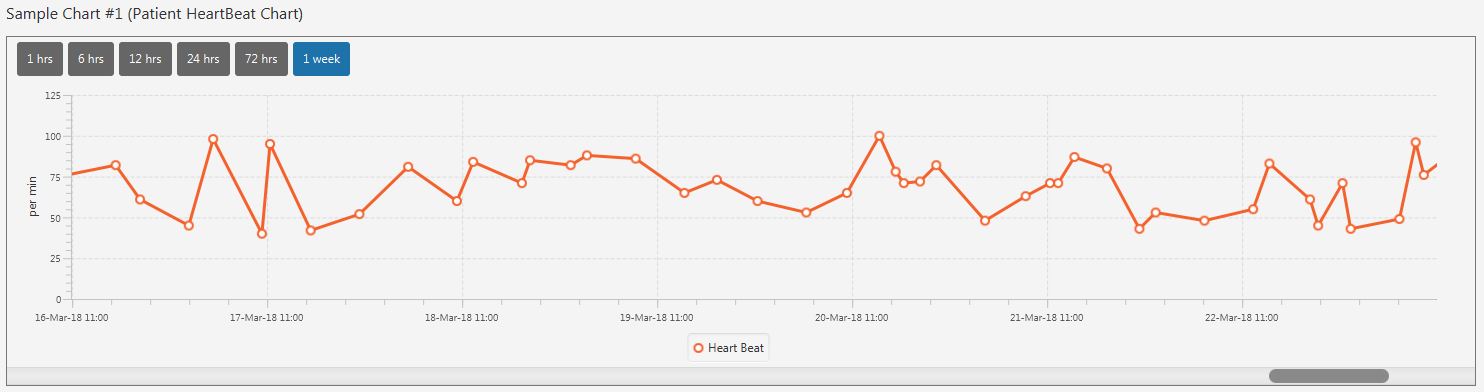 Sample Chart #1 (Patient HeartBeat Chart)
1 hrs 6 hrs 12 hrs 24 hrs 72 hrs 1 week
125
100
75
50
25
0
per min
16-Mar-18 11:00 17-Mar-18 11:00 18-Mar-18 11:00 19-Mar-18 11:00 20-Mar-18 11:00 21-Mar-18 11:00 22-Mar-18 11:00
Heart Beat